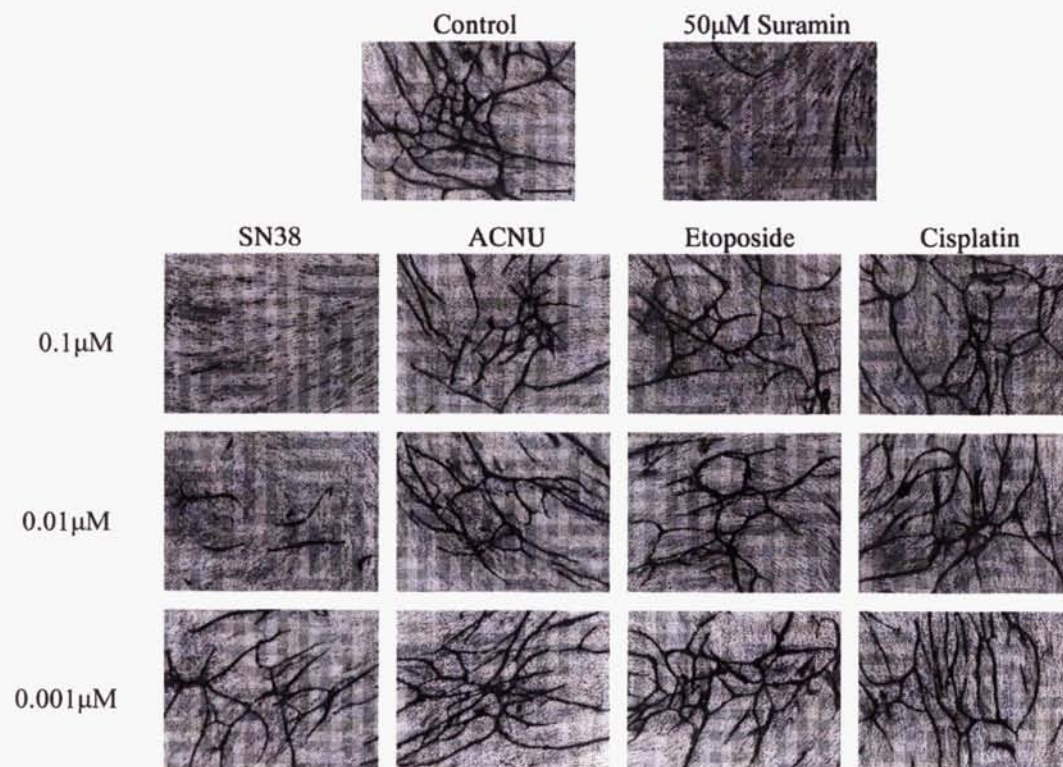 Control 50μM Suramin
SN38 ACNU Etoposide Cisplatin
0.1μM
0.01μM
0.001μM